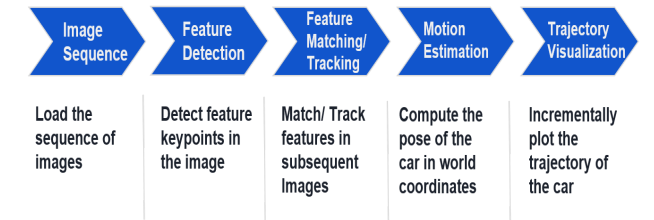 Image
Sequence
Feature
Detection
Feature
Matching/
Tracking
Motion
Estimation
Trajectory
Visualization
Load the
sequence of
images
Detect feature
keypoints in
the image
Match/ Track
features in
subsequent
Images
Compute the
pose of the
car in world
coordinates
Incrementally
plot the
trajectory of
the car